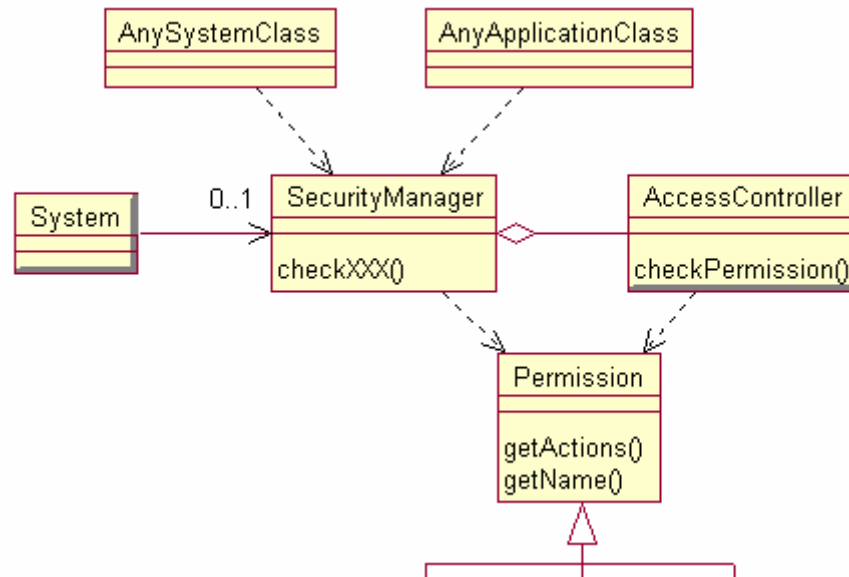 AnySystemClass
AnyApplicationClass
System
0..1
SecurityManager
checkXXX()
AccessController
checkPermission()
Permission
getActions()
getName()